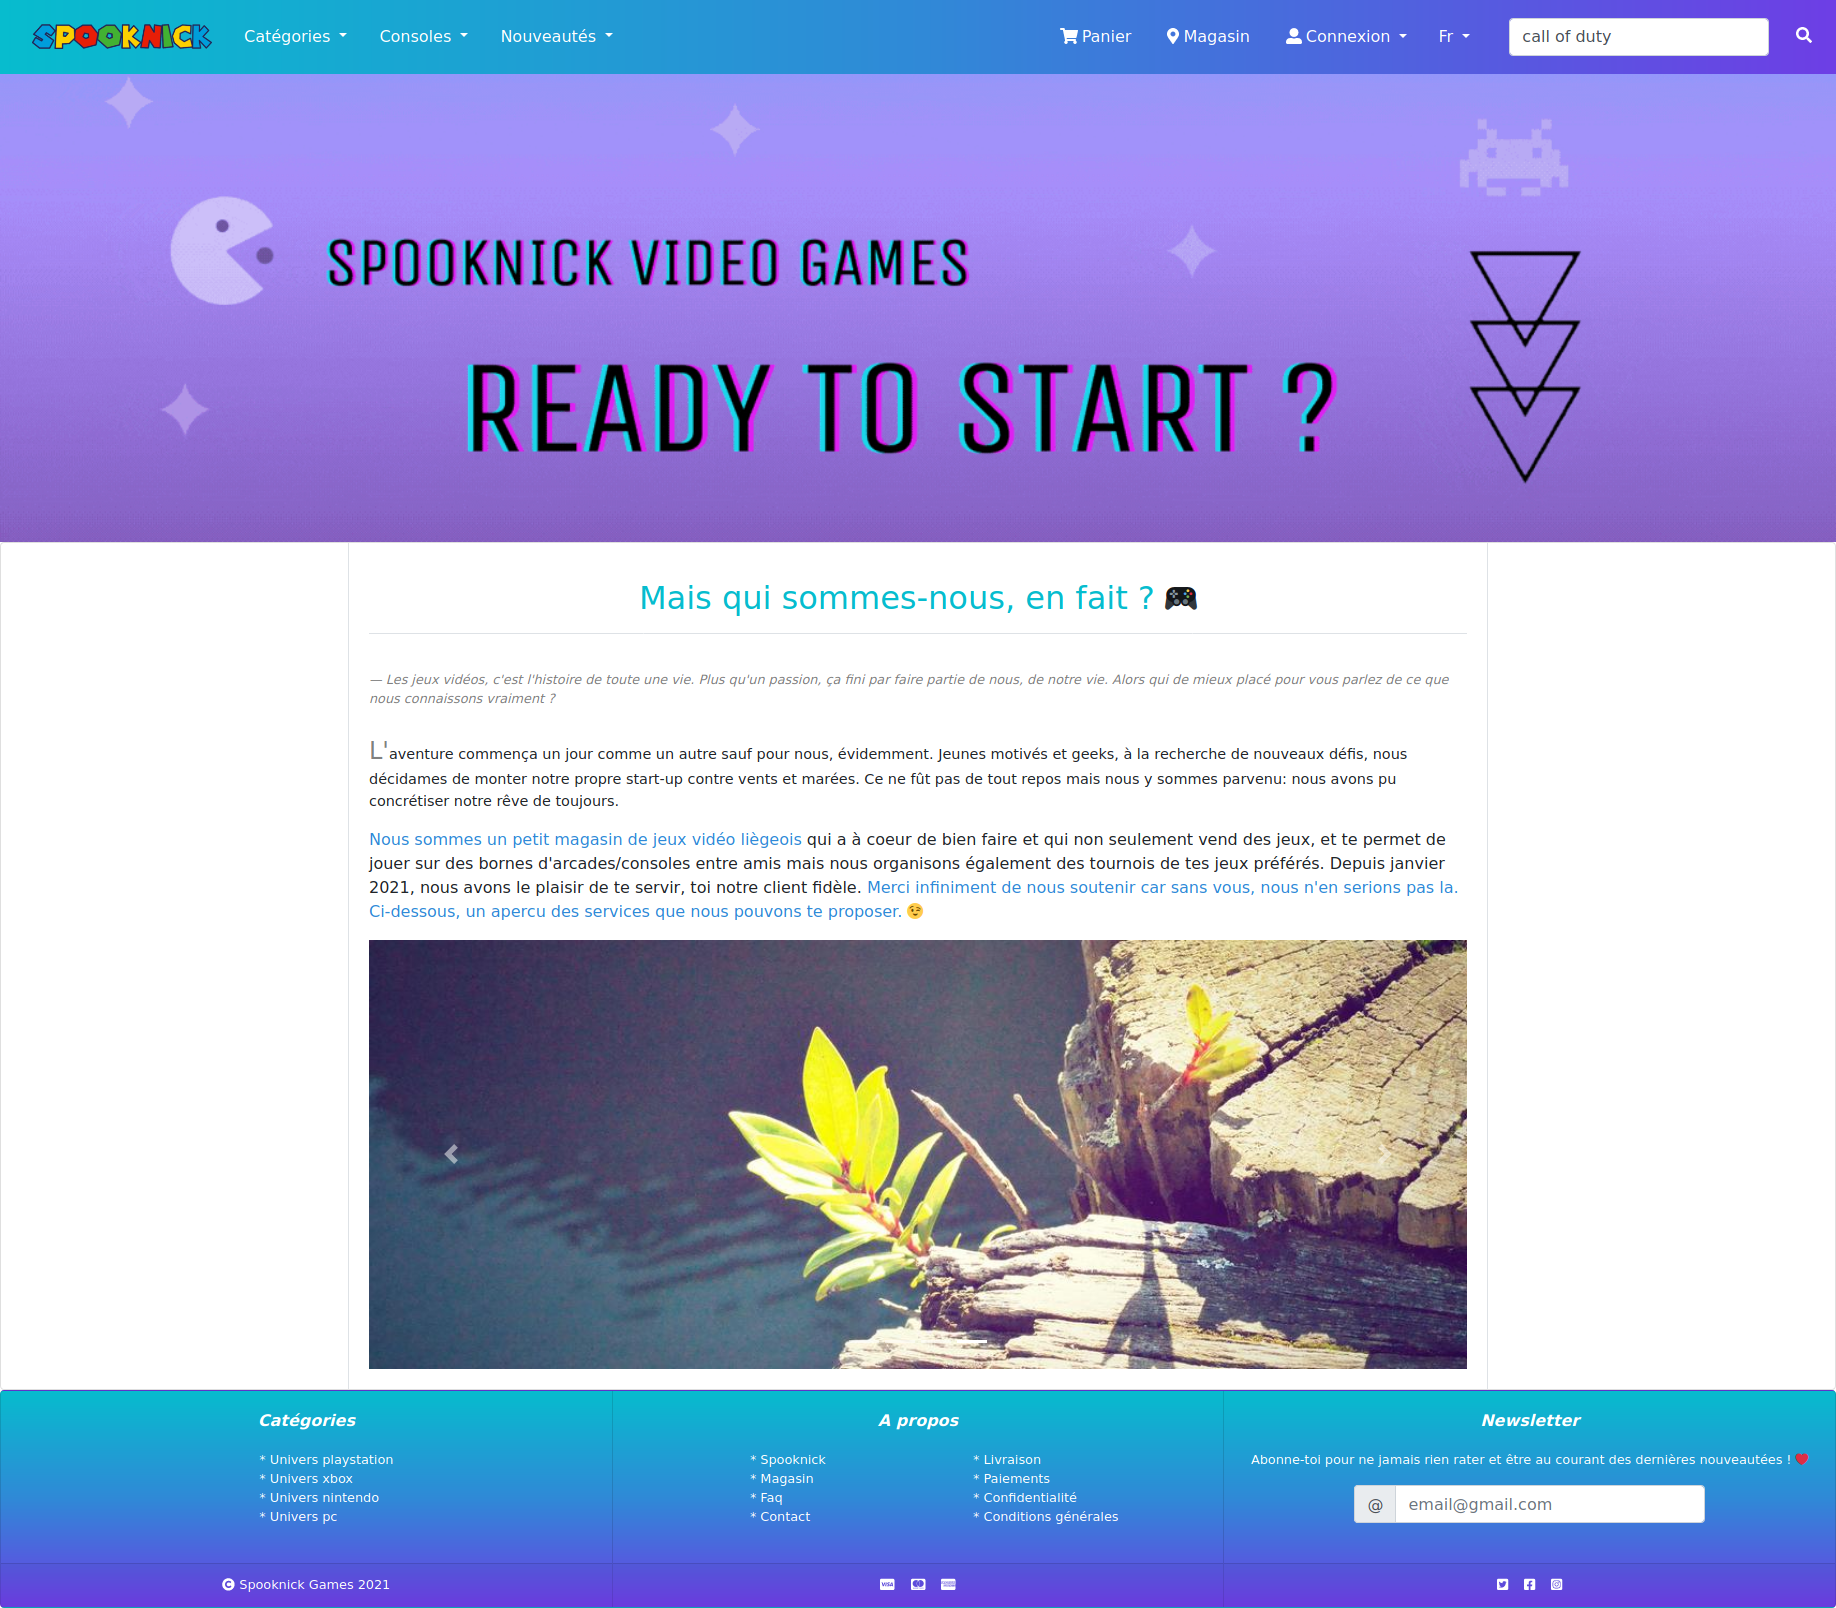 SPOOKNICK Catégories Consoles Nouveautés Panier Magasin Connexion Fr call of duty
SPOOKNICK VIDEO GAMES
READY TO START ?
Mais qui sommes-nous, en fait ?
— Les jeux vidéos, c'est l'histoire de toute une vie. Plus qu'un passion, ça fini par faire partie de nous, de notre vie. Alors qui de mieux placé pour vous parlez de ce que
nous connaissons vraiment ?
L'aventure commença un jour comme un autre sauf pour nous, évidemment. Jeunes motivés et geeks, à la recherche de nouveaux défis, nous
décidames de monter notre propre start-up contre vents et marées. Ce ne fût pas de tout repos mais nous y sommes parvenu: nous avons pu
concrétiser notre rêve de toujours.
Nous sommes un petit magasin de jeux vidéo liègeois qui a à coeur de bien faire et qui non seulement vend des jeux, et te permet de
jouer sur des bornes d'arcades/consoles entre amis mais nous organisons également des tournois de tes jeux préférés. Depuis janvier
2021, nous avons le plaisir de te servir, toi notre client fidèle. Merci infiniment de nous soutenir car sans vous, nous n'en serions pas la.
Ci-dessous, un apercu des services que nous pouvons te proposer. 😉
Catégories
* Univers playstation
* Univers xbox
* Univers nintendo
* Univers pc
A propos
* Spooknick
* Magasin
* Faq
* Contact
* Livraison
* Paiements
* Confidentialité
* Conditions générales
Newsletter
Abonne-toi pour ne jamais rien rater et être au courant des dernières nouveautées !
@ email@gmail.com
© Spooknick Games 2021
VISA